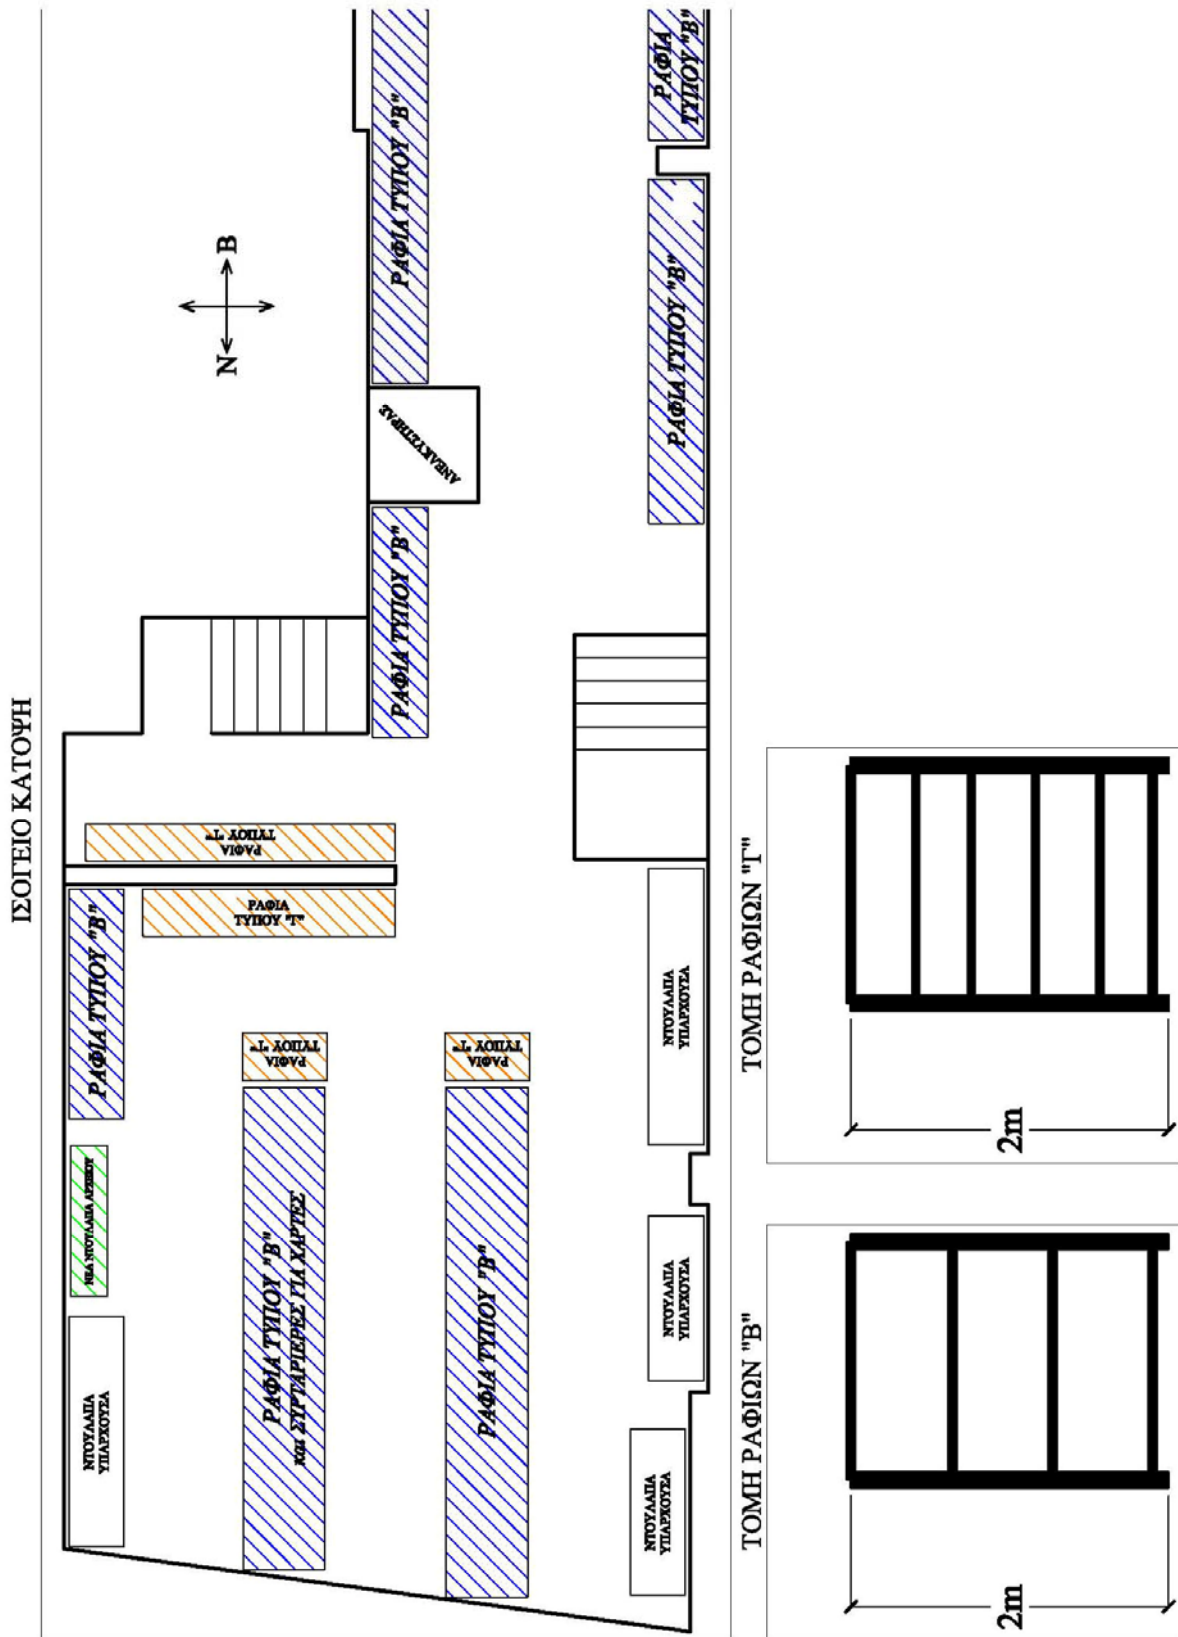 ΙΣΟΓΕΙΟ ΚΑΤΟΨΗ
ΡΑΦΙΑ ΤΥΠΟΥ "Β"
ΡΑΦΙΑ
ΤΥΠΟΥ "Β"
Β
Ν
ΑΝΕΛΚΥΣΤΗΡΑΣ
ΡΑΦΙΑ ΤΥΠΟΥ "Β"
ΡΑΦΙΑ ΤΥΠΟΥ "Β"
ΡΑΦΙΑ
ΤΥΠΟΥ "Γ"
ΡΑΦΙΑ
ΤΥΠΟΥ "Γ"
ΡΑΦΙΑ ΤΥΠΟΥ "Β"
ΝΤΟΥΛΑΠΑ
ΥΠΑΡΧΟΥΣΑ
ΡΑΦΙΑ
ΤΥΠΟΥ "Γ"
ΡΑΦΙΑ
ΤΥΠΟΥ "Γ"
ΝΕΑ ΝΤΟΥΛΑΠΑ ΑΡΧΕΙΟΥ
ΡΑΦΙΑ ΤΥΠΟΥ "Β"
και ΣΥΡΤΑΡΙΕΡΕΣ ΓΙΑ ΧΑΡΤΕΣ
ΡΑΦΙΑ ΤΥΠΟΥ "Β"
ΝΤΟΥΛΑΠΑ
ΥΠΑΡΧΟΥΣΑ
ΝΤΟΥΛΑΠΑ
ΥΠΑΡΧΟΥΣΑ
ΝΤΟΥΛΑΠΑ
ΥΠΑΡΧΟΥΣΑ
ΤΟΜΗ ΡΑΦΙΩΝ "Γ"
2m
ΤΟΜΗ ΡΑΦΙΩΝ "Β"
2m